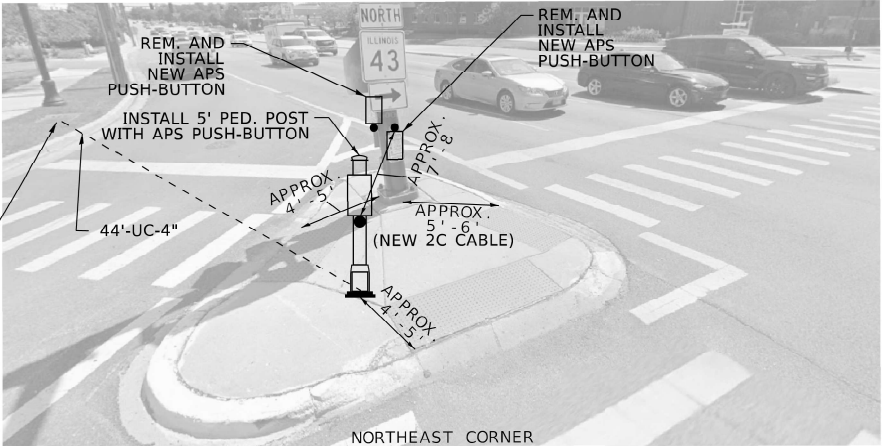 NORTH
ILLINOIS
43
REM. AND
INSTALL
NEW APS
PUSH-BUTTON
REM. AND
INSTALL
NEW APS
PUSH-BUTTON
INSTALL 5' PED. POST
WITH APS PUSH-BUTTON
APPROX.
7'-8"
APPROX
4'-5'
APPROX.
5'-6'
(NEW 2C CABLE)
44'-UC-4"
APPROX.
4'-5'
NORTHEAST CORNER